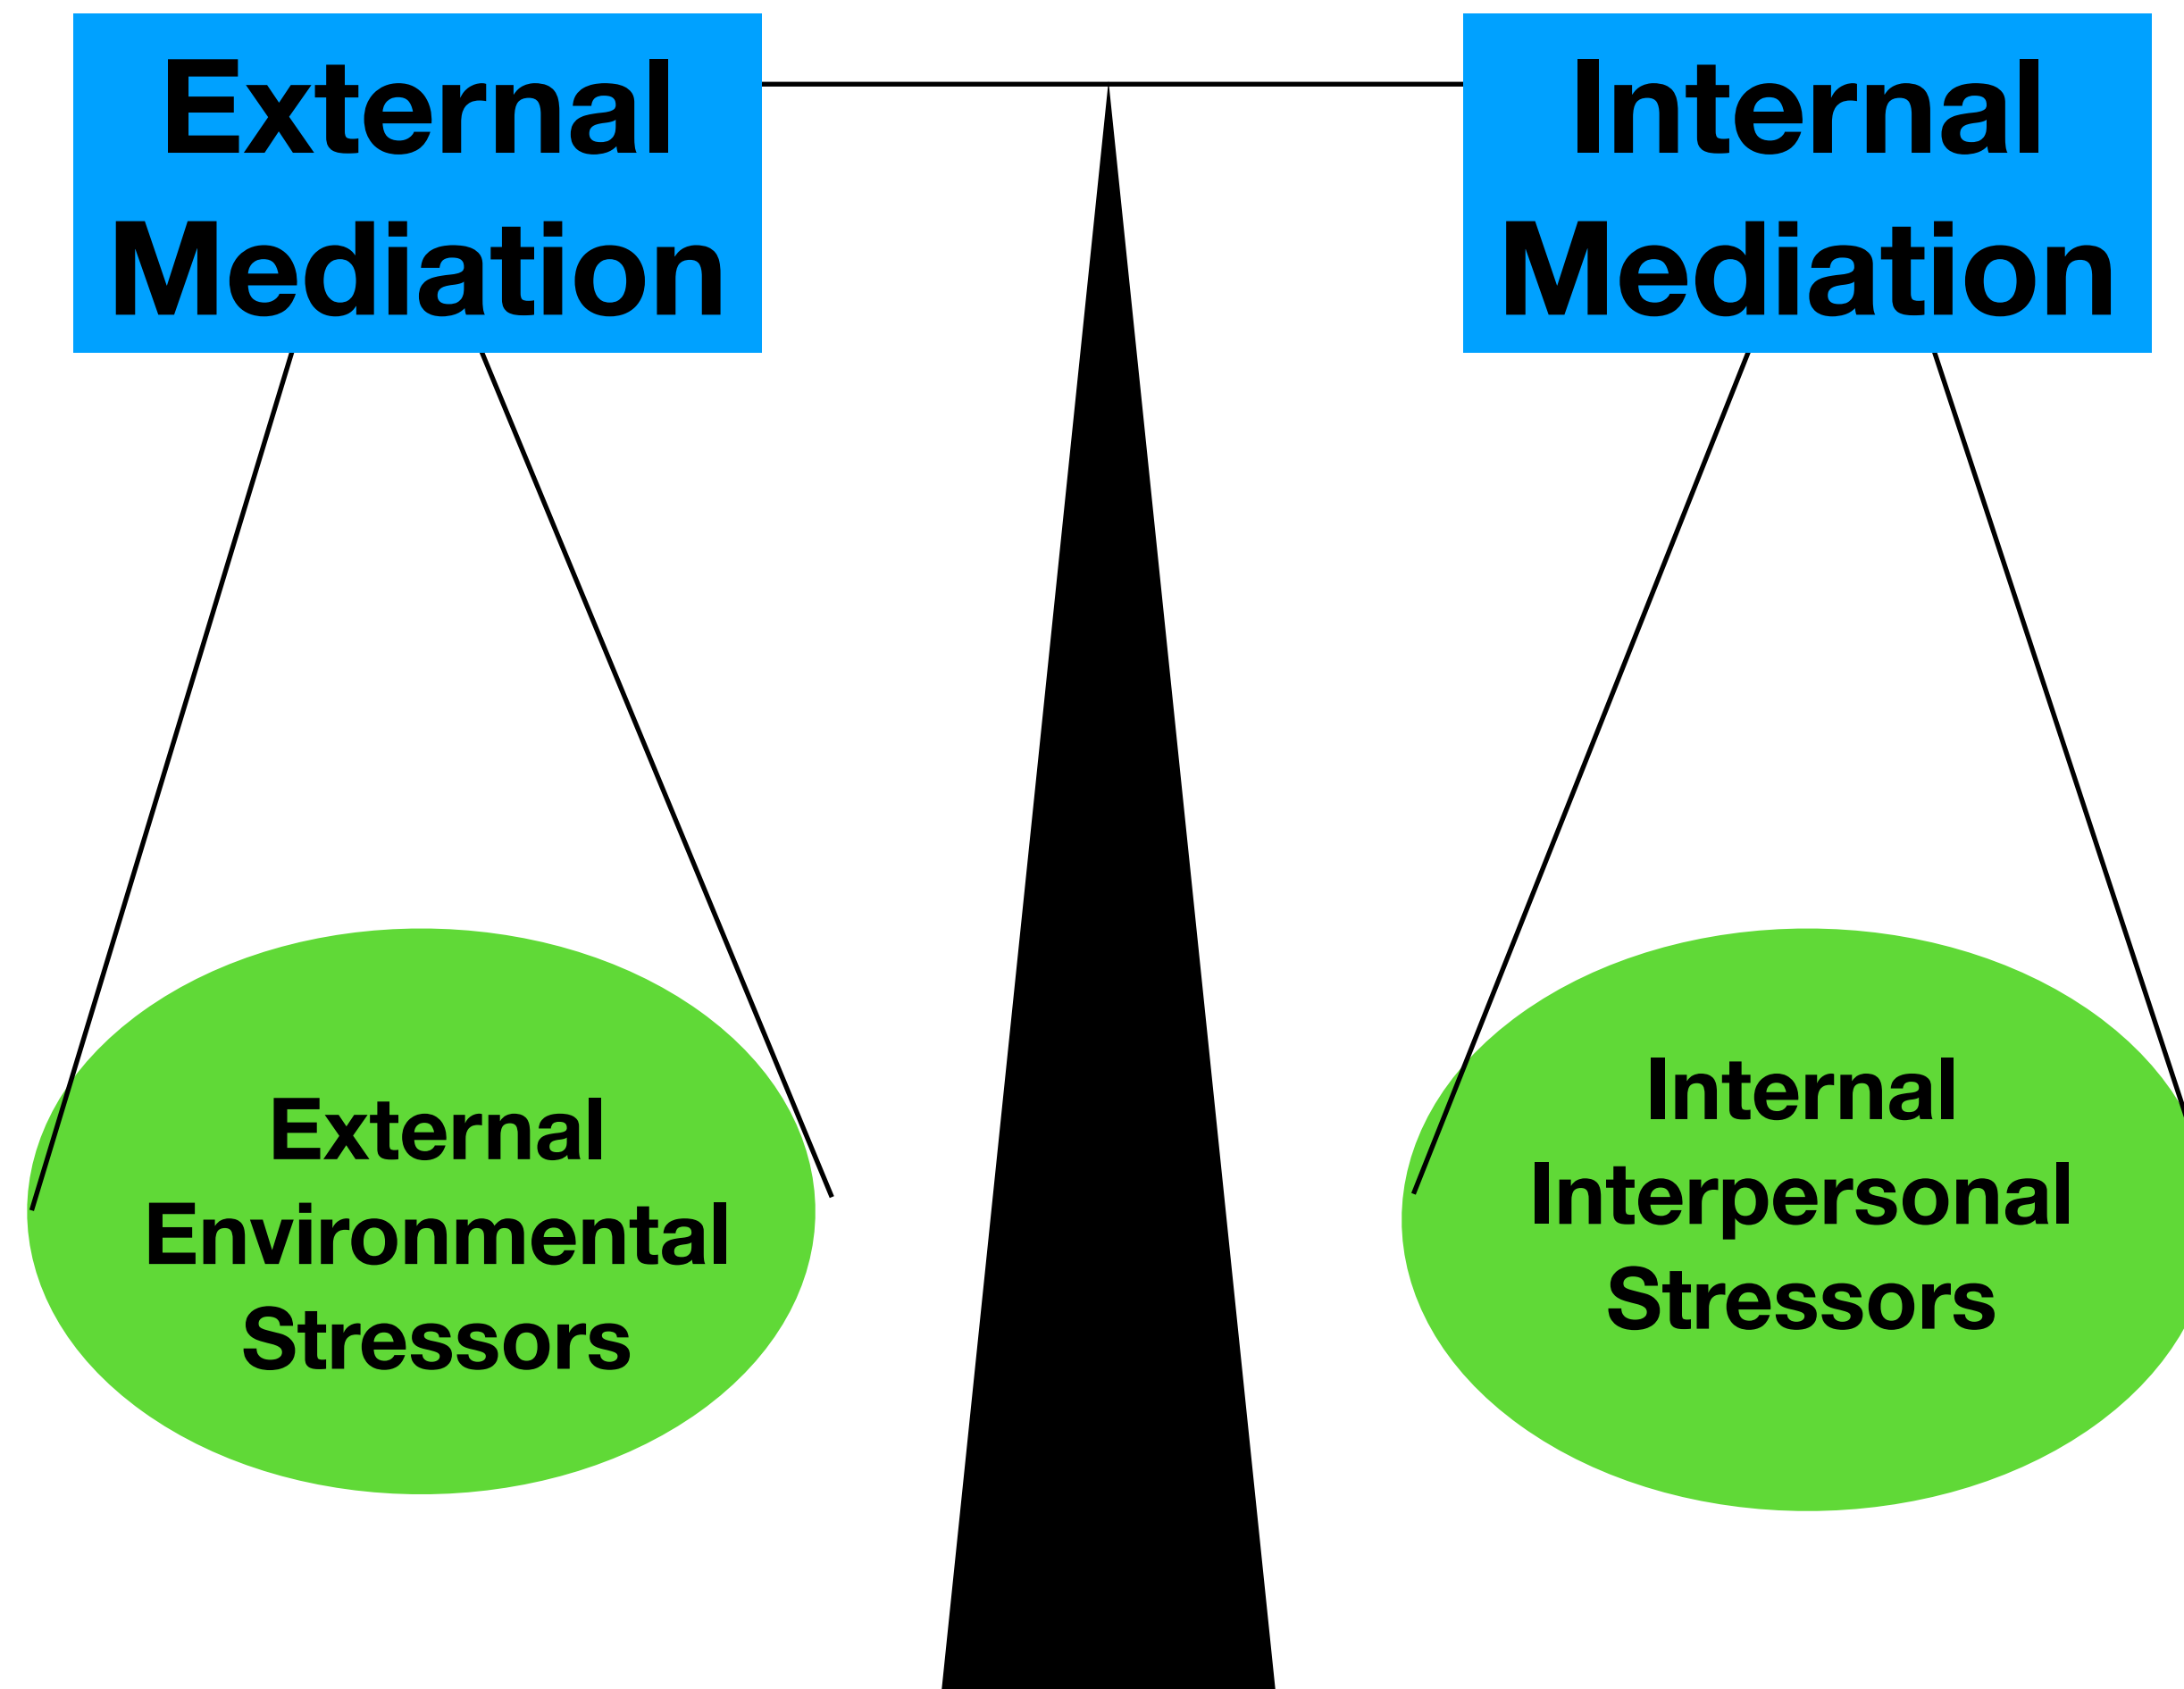 External
Mediation
Internal
Mediation
External
Environmental
Stressors
Internal
Interpersonal
Stressors